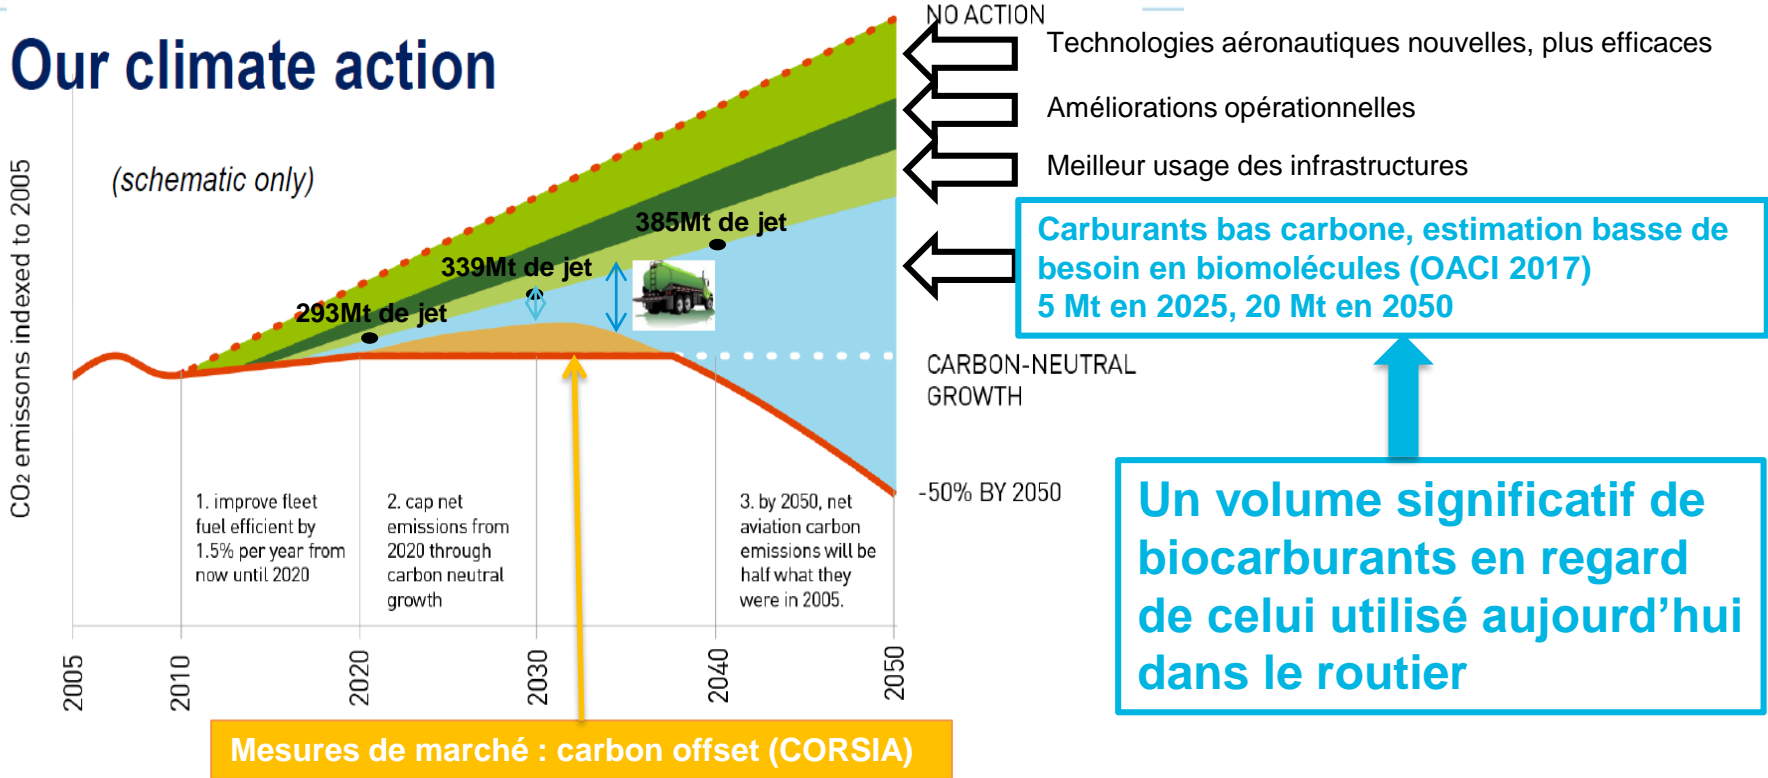 Our climate action
(schematic only)
CO2 emissons indexed to 2005
NO ACTION
Technologies aéronautiques nouvelles, plus efficaces
Améliorations opérationnelles
Meilleur usage des infrastructures
Carburants bas carbone, estimation basse de
besoin en biomolécules (OACI 2017)
5 Mt en 2025, 20 Mt en 2050
385Mt de jet
339Mt de jet
293Mt de jet
CARBON-NEUTRAL
GROWTH
-50% BY 2050
1. improve fleet
fuel efficient by
1.5% per year from
now until 2020
2. cap net
emissions from
2020 through
carbon neutral
growth
3. by 2050, net
aviation carbon
emissions will be
half what they
were in 2005.
Un volume significatif de
biocarburants en regard
de celui utilisé aujourd’hui
dans le routier
2005
2010
2020
2030
2040
2050
Mesures de marché : carbon offset (CORSIA)